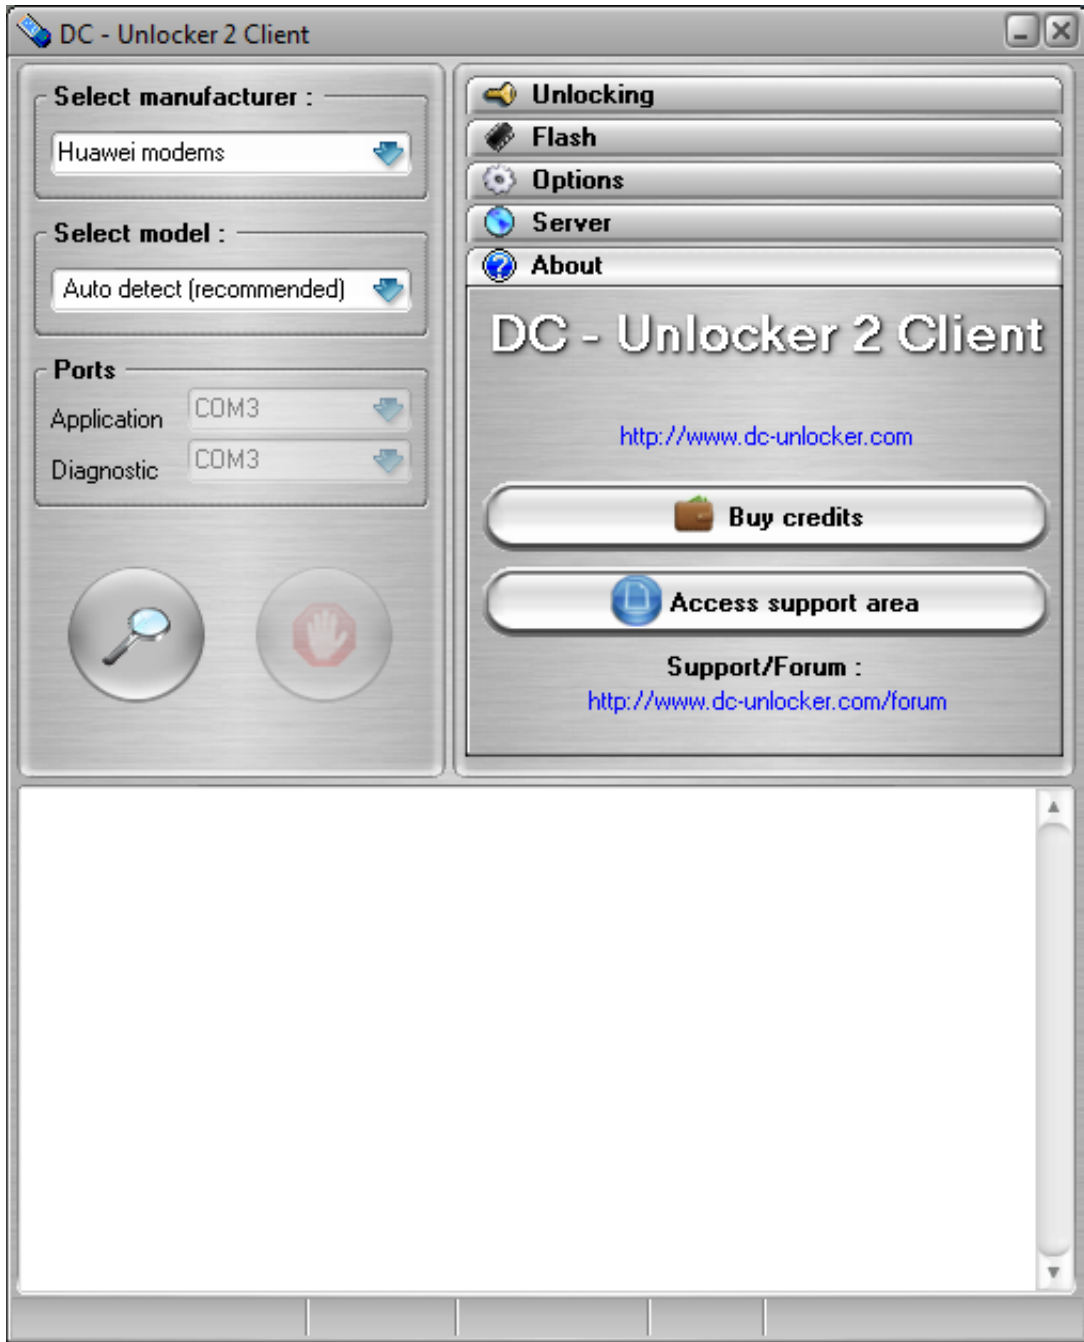 DC - Unlocker 2 Client
Select manufacturer :
Huawei modems
Select model :
Auto detect (recommended)
Ports
Application COM3
Diagnostic COM3
Unlocking
Flash
Options
Server
About
DC - Unlocker 2 Client
http://www.dc-unlocker.com
Buy credits
Access support area
Support/Forum :
http://www.dc-unlocker.com/forum